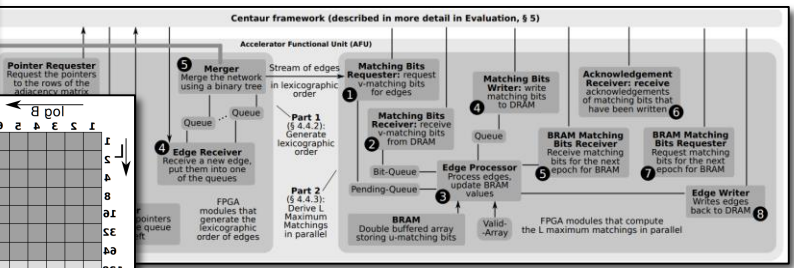 Centaur framework (described in more detail in Evaluation, § 5)
Accelerator Functional Unit (AFU)
Pointer Requester
Request the pointers
to the rows of the
adjacency matrix
5
Merger
Merge the network
using a binary tree
Queue
...
Queue
4
Edge Receiver
Receive a new edge,
put them into one
of the queues
FPGA
modules that
generate the
lexicographic
order of edges
pointers
queue
Stream of edges
in lexicographic
order
Part 1
(§ 4.4.2):
Generate
lexicographic
order
Part 2
(§ 4.4.3):
Derive L
Maximum
Matchings
in parallel
Matching Bits
Requester: request
v-matching bits
for edges
1
Matching Bits
Receiver: receive
v-matching bits
from DRAM
2
Bit-Queue
Pending-Queue
Edge Processor
Process edges,
update BRAM
values
3
BRAM
Double buffered array
storing u-matching bits
Valid-
-Array
Matching Bits
Writer: write
matching bits
to DRAM
4
Queue
Acknowledgement
Receiver: receive
acknowledgements
of matching bits that
have been written
6
BRAM Matching
Bits Receiver
Receive matching
bits for the next
epoch for BRAM
5
BRAM Matching
Bits Requester
Request matching
bits for the next
epoch for BRAM
7
Edge Writer
Writes edges
back to DRAM
8
FPGA modules that compute
the L maximum matchings in parallel
log B
1 2 3 4 5 6
L
1
2
4
8
16
32
64